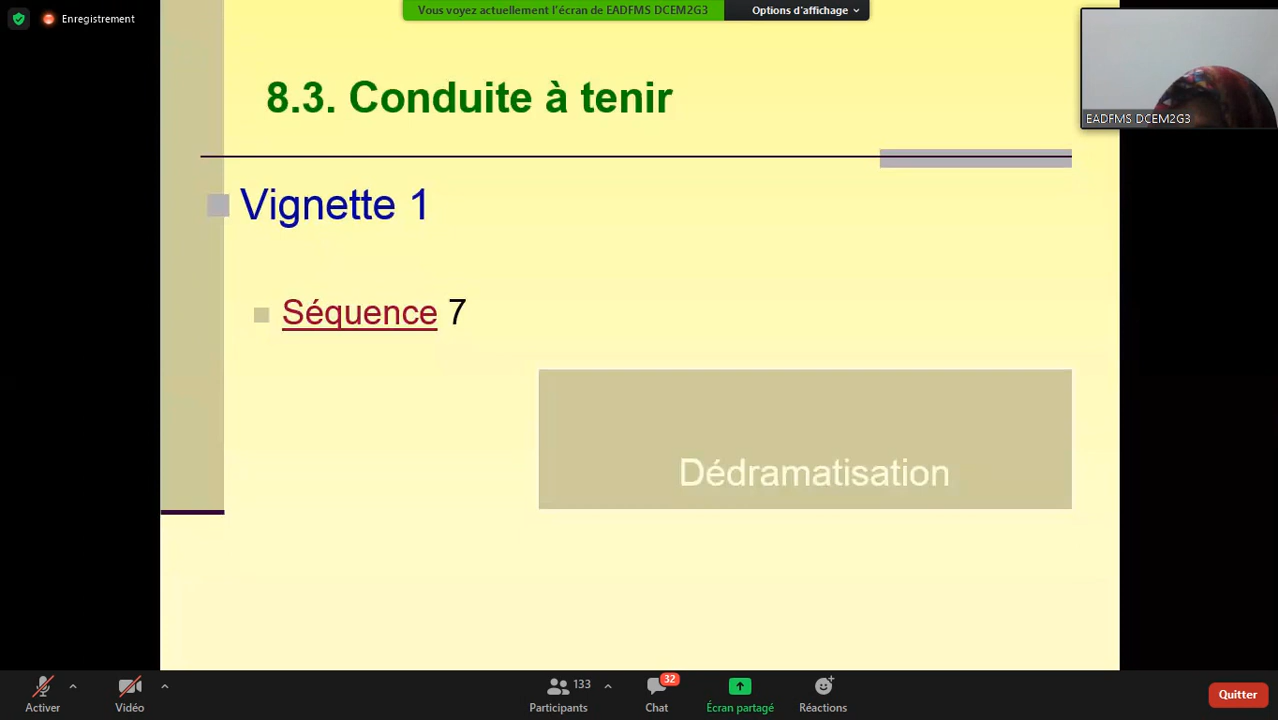 Enregistrement
Vous voyez actuellement l'écran de EADFMS DCEM2G3
Options d'affichage
EADFMS DCEM2G3
8.3. Conduite à tenir
Vignette 1
Séquence 7
Dédramatisation
Activer
Vidéo
133
Participants
32
Chat
Écran partagé
Réactions
Quitter